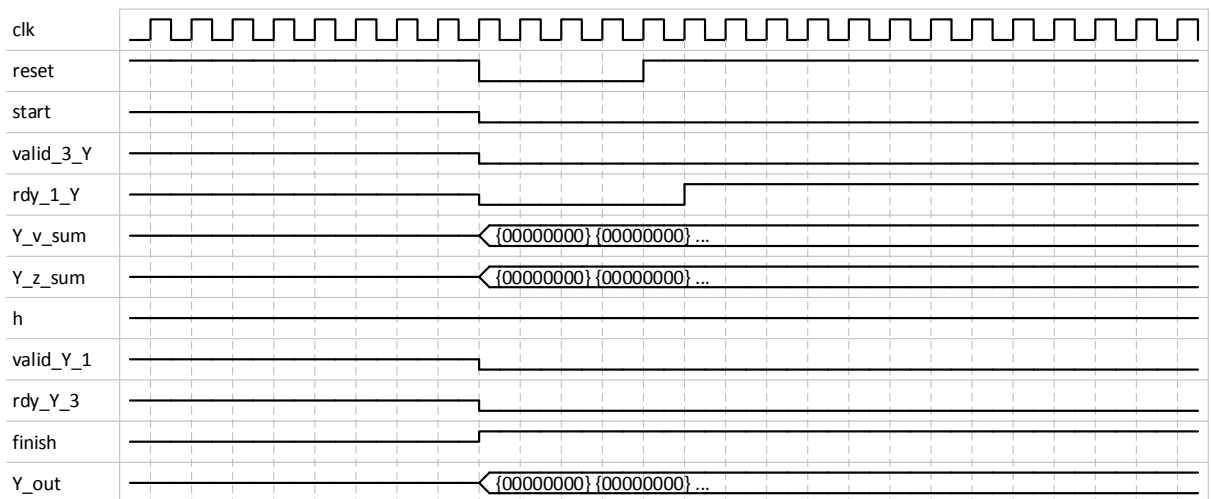 clk
reset
start
valid_3_Y
rdy_1_Y
Y_v_sum {00000000} {00000000} ...
Y_z_sum {00000000} {00000000} ...
h
valid_Y_1
rdy_Y_3
finish
Y_out {00000000} {00000000} ...